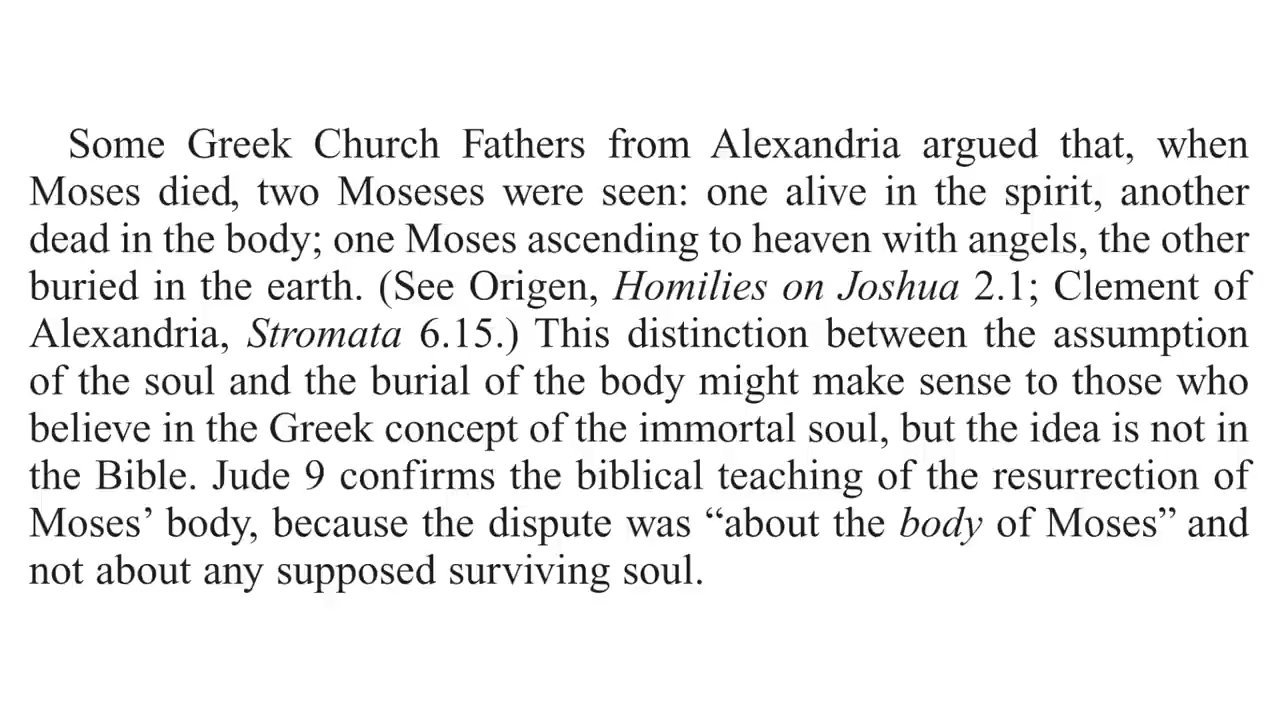 Some Greek Church Fathers from Alexandria argued that, when
Moses died, two Moseses were seen: one alive in the spirit, another
dead in the body; one Moses ascending to heaven with angels, the other
buried in the earth. (See Origen, Homilies on Joshua 2.1; Clement of
Alexandria, Stromata 6.15.) This distinction between the assumption
of the soul and the burial of the body might make sense to those who
believe in the Greek concept of the immortal soul, but the idea is not in
the Bible. Jude 9 confirms the biblical teaching of the resurrection of
Moses’ body, because the dispute was “about the body of Moses” and
not about any supposed surviving soul.